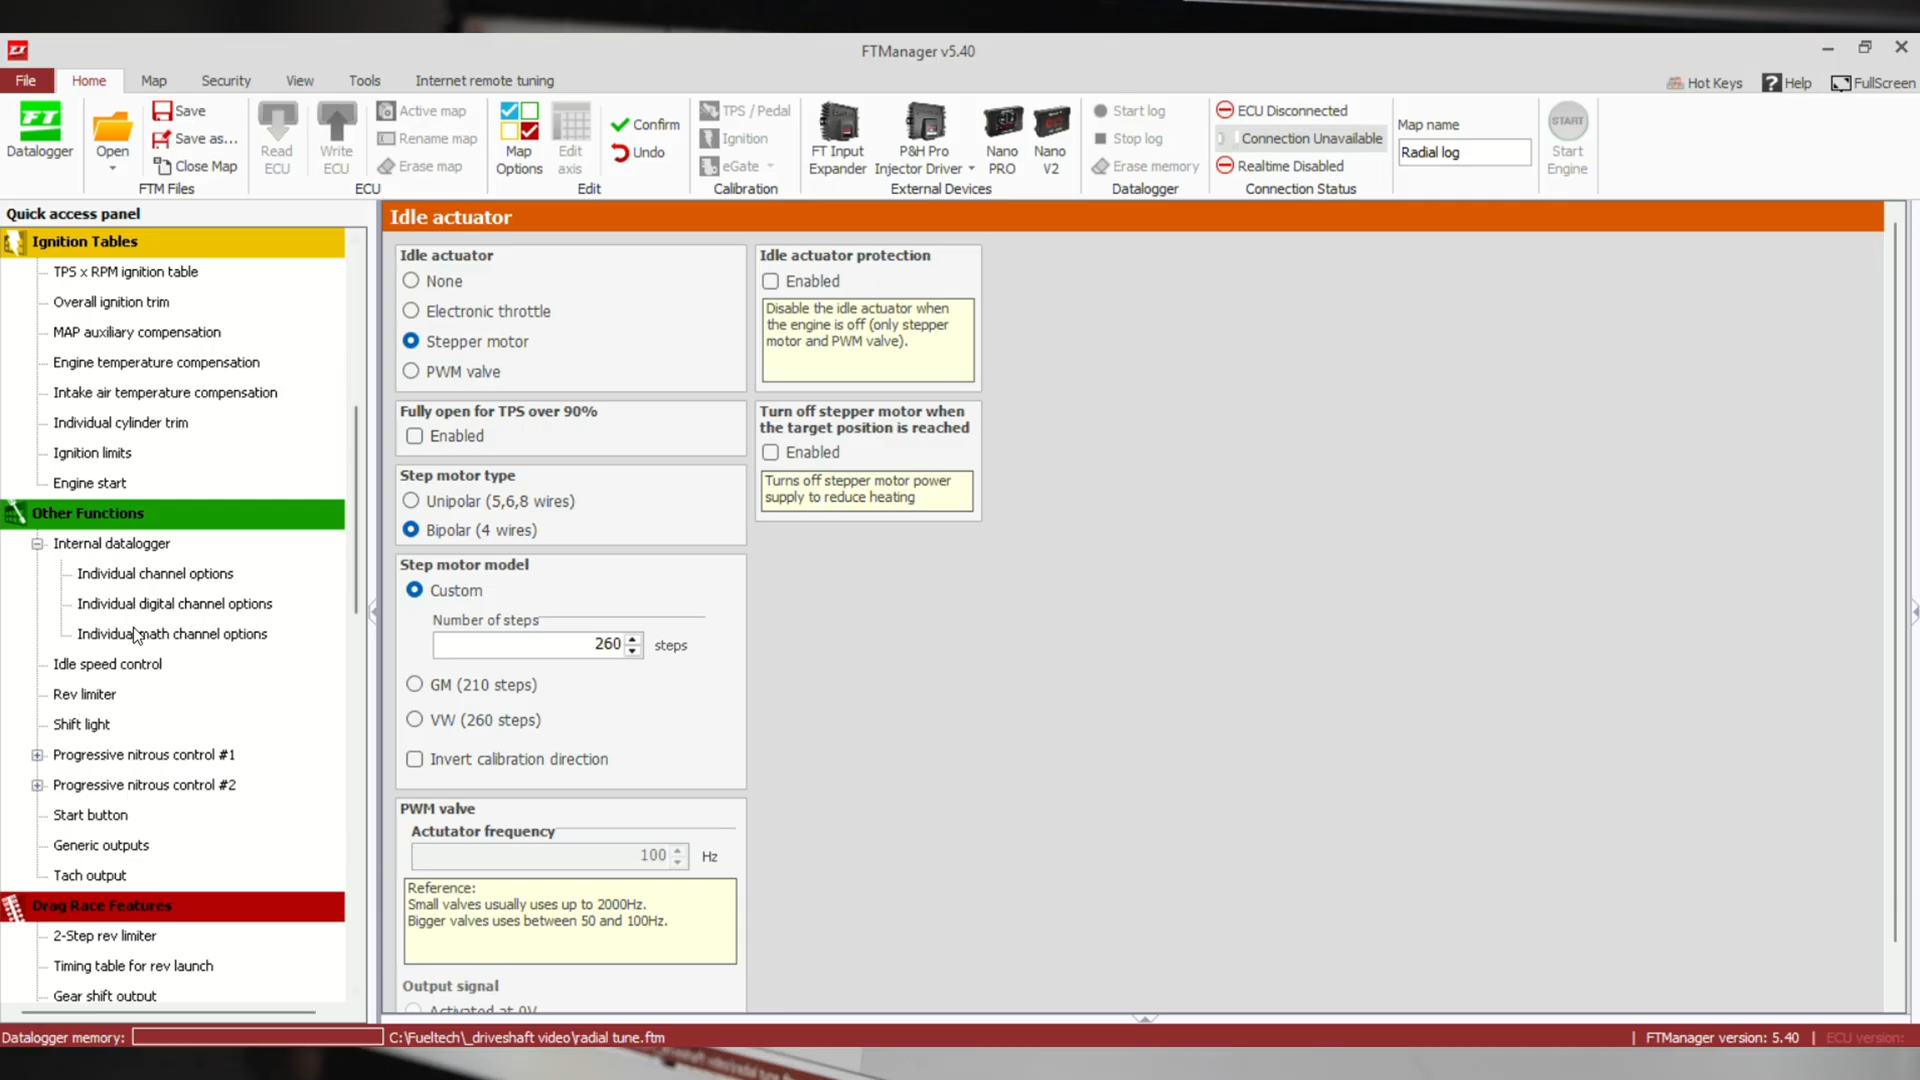 FTManager v5.40
File
Home
Map
Security
View
Tools
Internet remote tuning
Hot Keys
Help
FullScreen
FT
Datalogger
Open
Save
Save as...
Close Map
FTM Files
Read
ECU
Write
ECU
Active map
Rename map
Erase map
ECU
Map
Options
Edit
axis
Confirm
Undo
Edit
TPS / Pedal
Ignition
eGate
Calibration
FT Input
Expander
P&H Pro
Injector Driver
Nano
PRO
Nano
V2
External Devices
Start log
Stop log
Erase memory
Datalogger
ECU Disconnected
Connection Unavailable
Realtime Disabled
Connection Status
Map name
Radial log
START
Start
Engine
Quick access panel
Ignition Tables
TPS x RPM ignition table
Overall ignition trim
MAP auxiliary compensation
Engine temperature compensation
Intake air temperature compensation
Individual cylinder trim
Ignition limits
Engine start
Other Functions
Internal datalogger
Individual channel options
Individual digital channel options
Individual math channel options
Idle speed control
Rev limiter
Shift light
Progressive nitrous control #1
Progressive nitrous control #2
Start button
Generic outputs
Tach output
Drag Race Features
2-Step rev limiter
Timing table for rev launch
Gear shift output
Idle actuator
Idle actuator
None
Electronic throttle
Stepper motor
PWM valve
Fully open for TPS over 90%
Enabled
Step motor type
Unipolar (5,6,8 wires)
Bipolar (4 wires)
Step motor model
Custom
Number of steps
260
steps
GM (210 steps)
VW (260 steps)
Invert calibration direction
PWM valve
Actutator frequency
100
Hz
Reference:
Small valves usually uses up to 2000Hz.
Bigger valves uses between 50 and 100Hz.
Output signal
Activated at 0V
Idle actuator protection
Enabled
Disable the idle actuator when
the engine is off (only stepper
motor and PWM valve).
Turn off stepper motor when
the target position is reached
Enabled
Turns off stepper motor power
supply to reduce heating
Datalogger memory:
C:\Fueltech\_driveshaft video\radial tune.ftm
FTManager version: 5.40
ECU version: